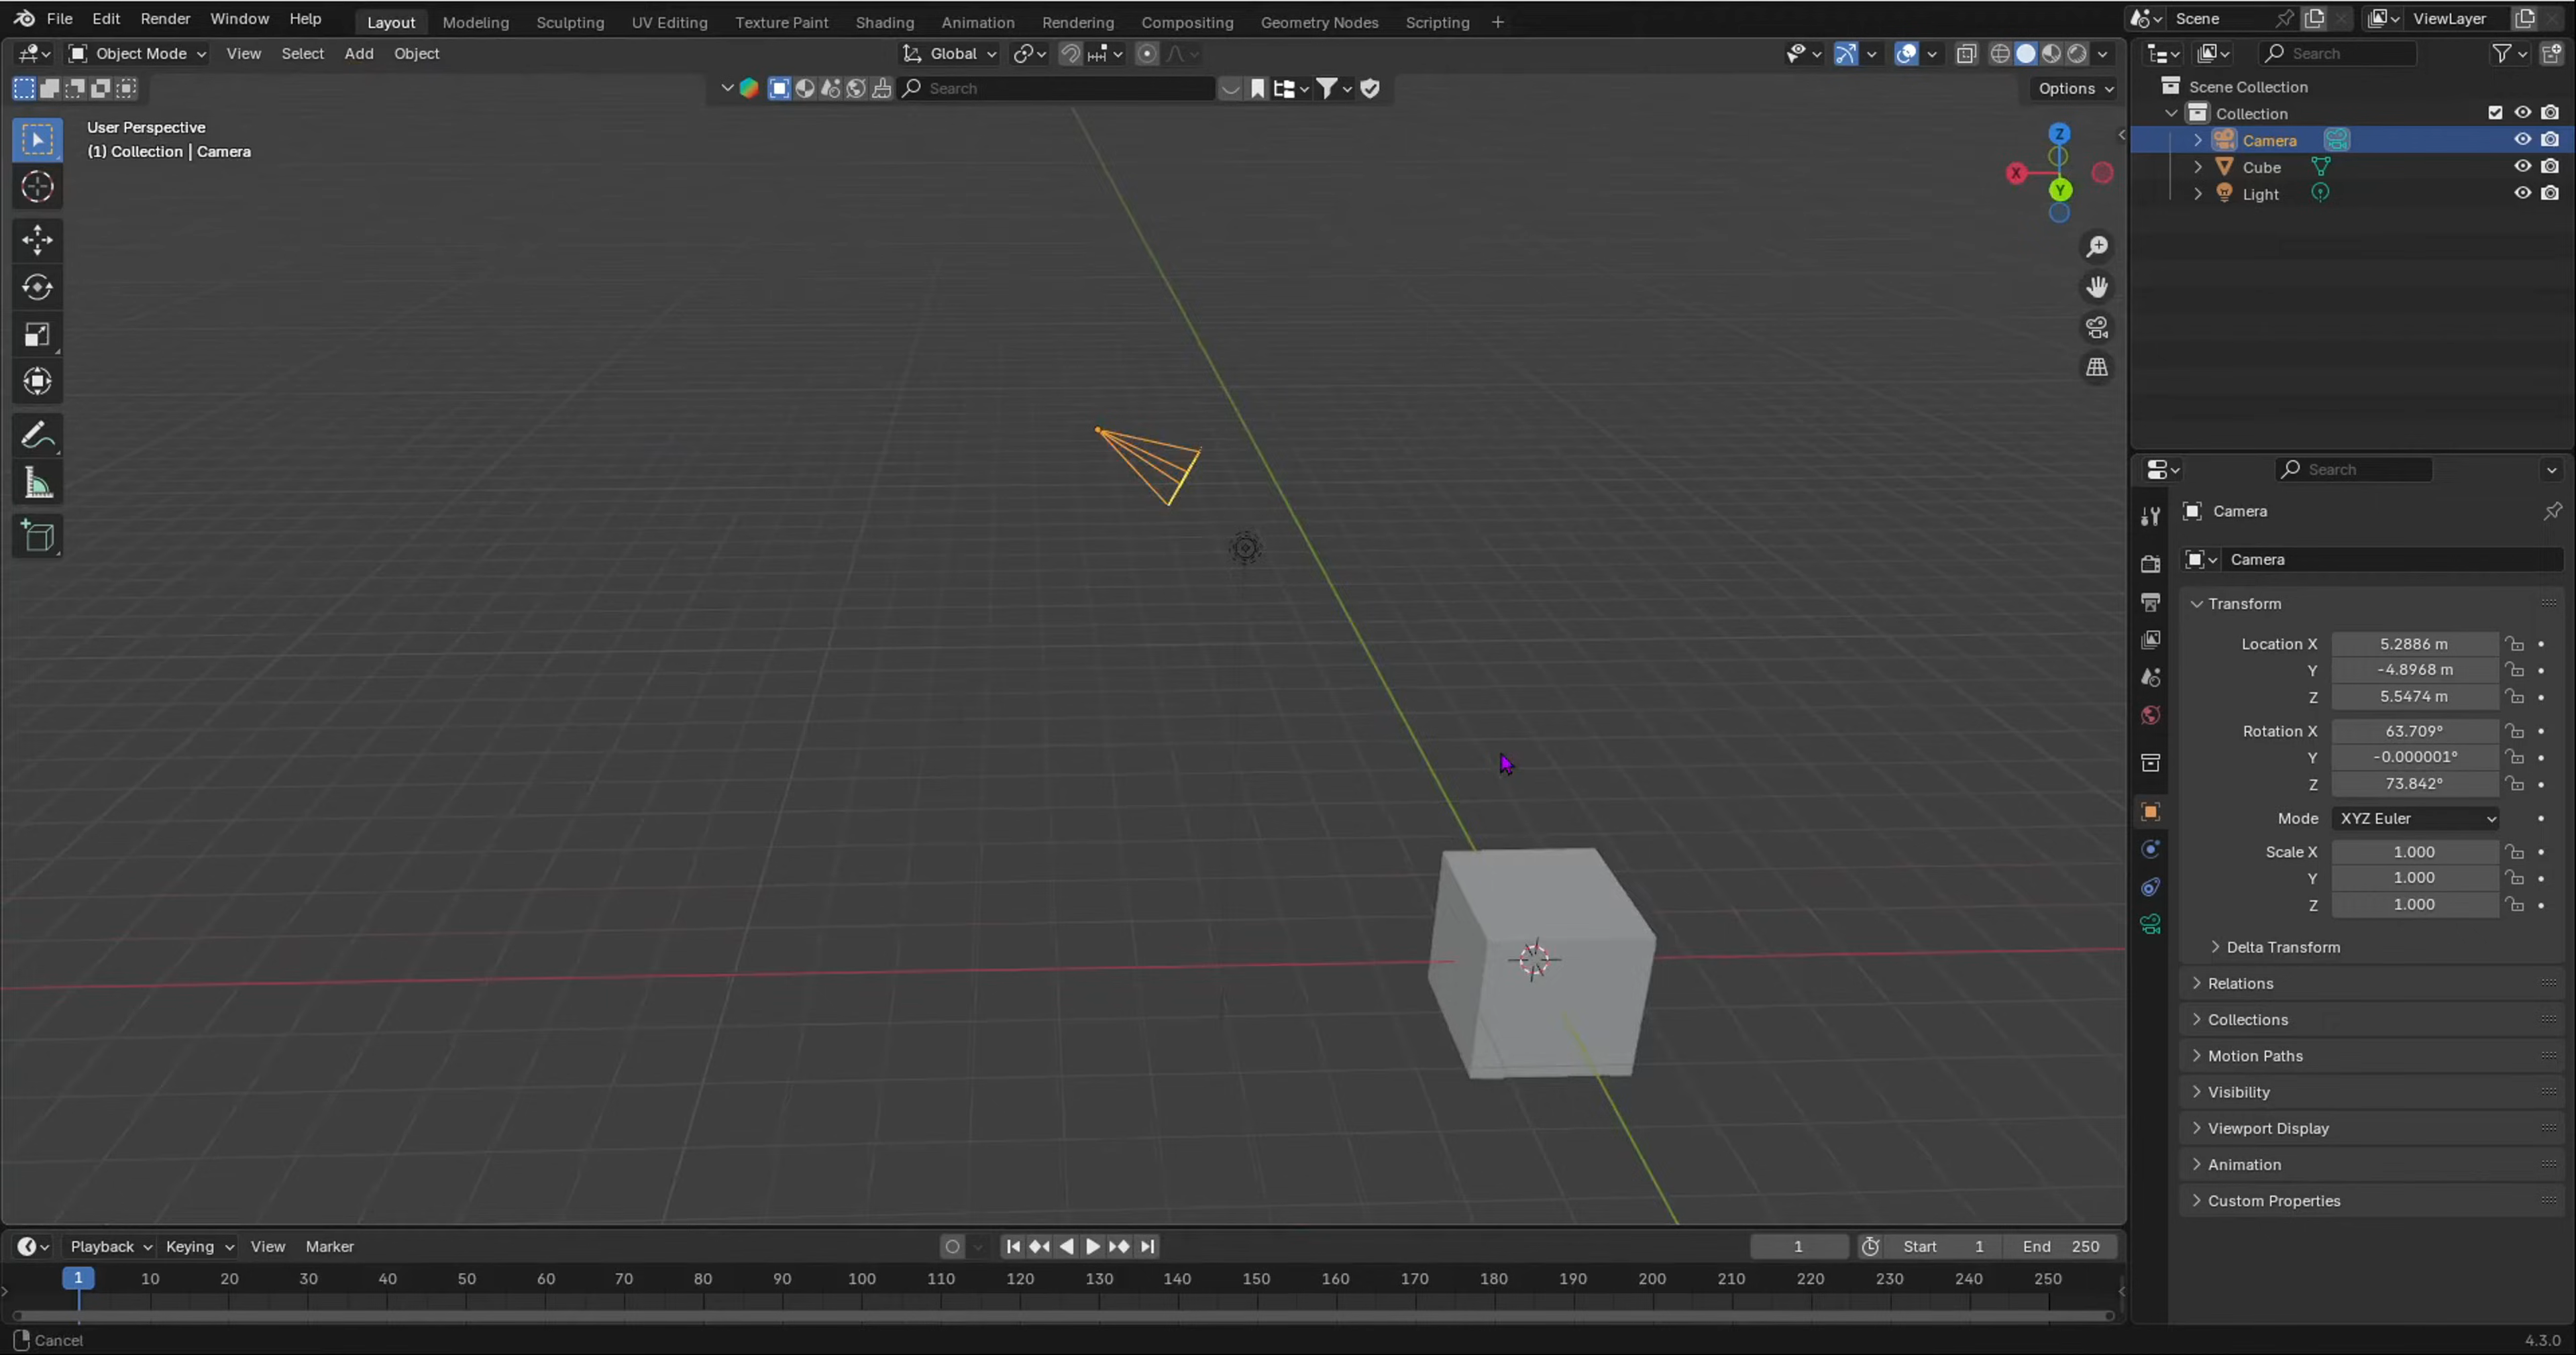 File Edit Render Window Help Layout Modeling Sculpting UV Editing Texture Paint Shading Animation Rendering Compositing Geometry Nodes Scripting + Scene ViewLayer
Object Mode View Select Add Object Global Search
Search Options
User Perspective
(1) Collection | Camera
Z
X
Y
Scene Collection
Collection
Camera
Cube
Light
Search
Camera
Camera
Transform
Location X 5.2886 m
Y -4.8968 m
Z 5.5474 m
Rotation X 63.709°
Y -0.000001°
Z 73.842°
Mode XYZ Euler
Scale X 1.000
Y 1.000
Z 1.000
Delta Transform
Relations
Collections
Motion Paths
Visibility
Viewport Display
Animation
Custom Properties
Playback Keying View Marker 1 Start 1 End 250
1 10 20 30 40 50 60 70 80 90 100 110 120 130 140 150 160 170 180 190 200 210 220 230 240 250
Cancel 4.3.0